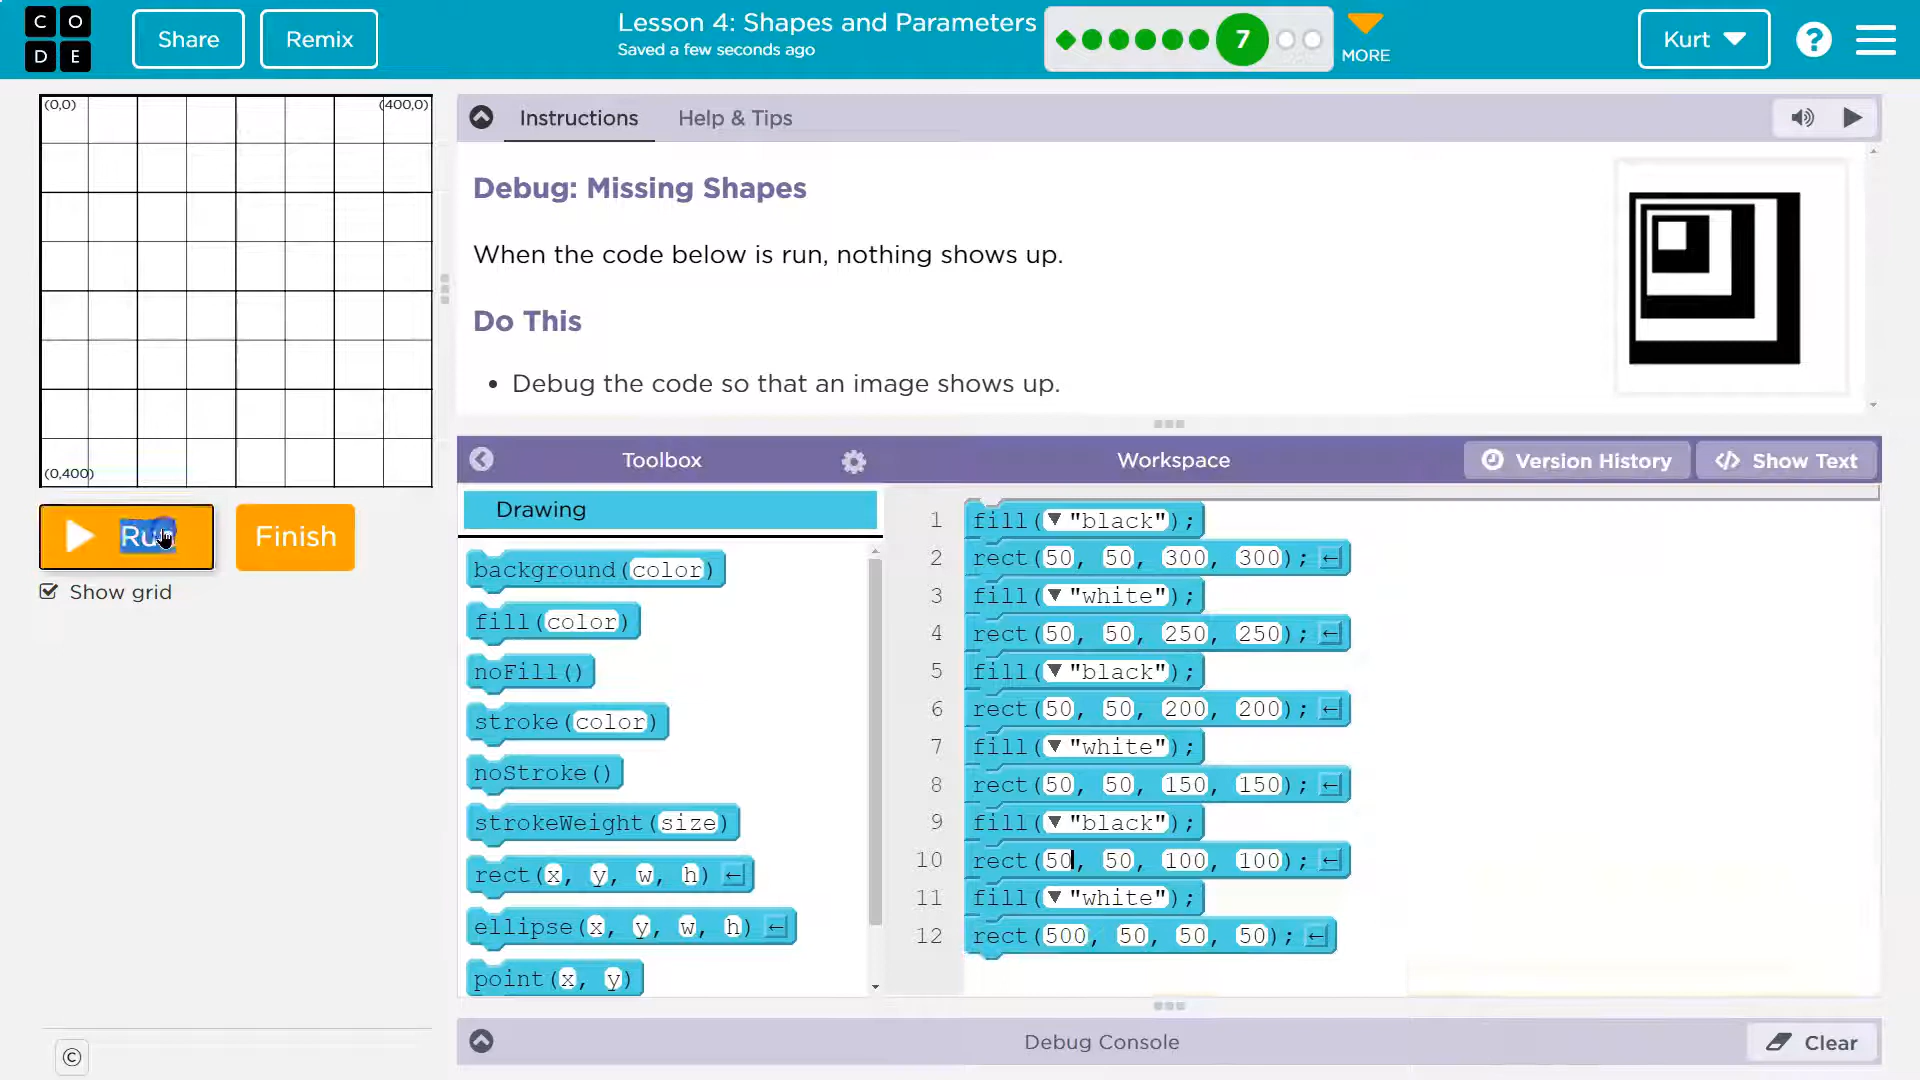 C O
D E
Share
Remix
Lesson 4: Shapes and Parameters
Saved a few seconds ago
7
MORE
Kurt
?
(0,0)
(400,0)
(0,400)
Run
Finish
Show grid
©
Instructions
Help & Tips
Debug: Missing Shapes
When the code below is run, nothing shows up.
Do This
• Debug the code so that an image shows up.
Toolbox
Workspace
Version History
</> Show Text
Drawing
background(color)
fill(color)
noFill()
stroke(color)
noStroke()
strokeWeight(size)
rect(x, y, w, h) ←
ellipse(x, y, w, h) ←
point(x, y)
1 fill(▼"black");
2 rect(50, 50, 300, 300); ←
3 fill(▼"white");
4 rect(50, 50, 250, 250); ←
5 fill(▼"black");
6 rect(50, 50, 200, 200); ←
7 fill(▼"white");
8 rect(50, 50, 150, 150); ←
9 fill(▼"black");
10 rect(50, 50, 100, 100); ←
11 fill(▼"white");
12 rect(500, 50, 50, 50); ←
Debug Console
Clear